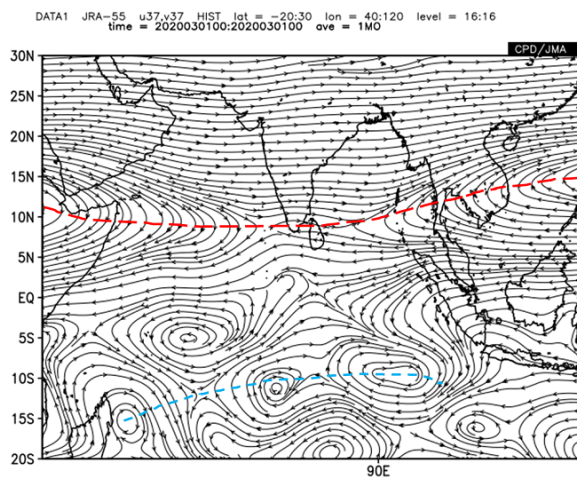 DATA1 JRA-55 u37,v37 HIST lat = -20:30 lon = 40:120 level = 16:16
time = 2020030100:2020030100 ave = 1MO
CPD/JMA
30N
25N
20N
15N
10N
5N
EQ
5S
10S
15S
20S
90E